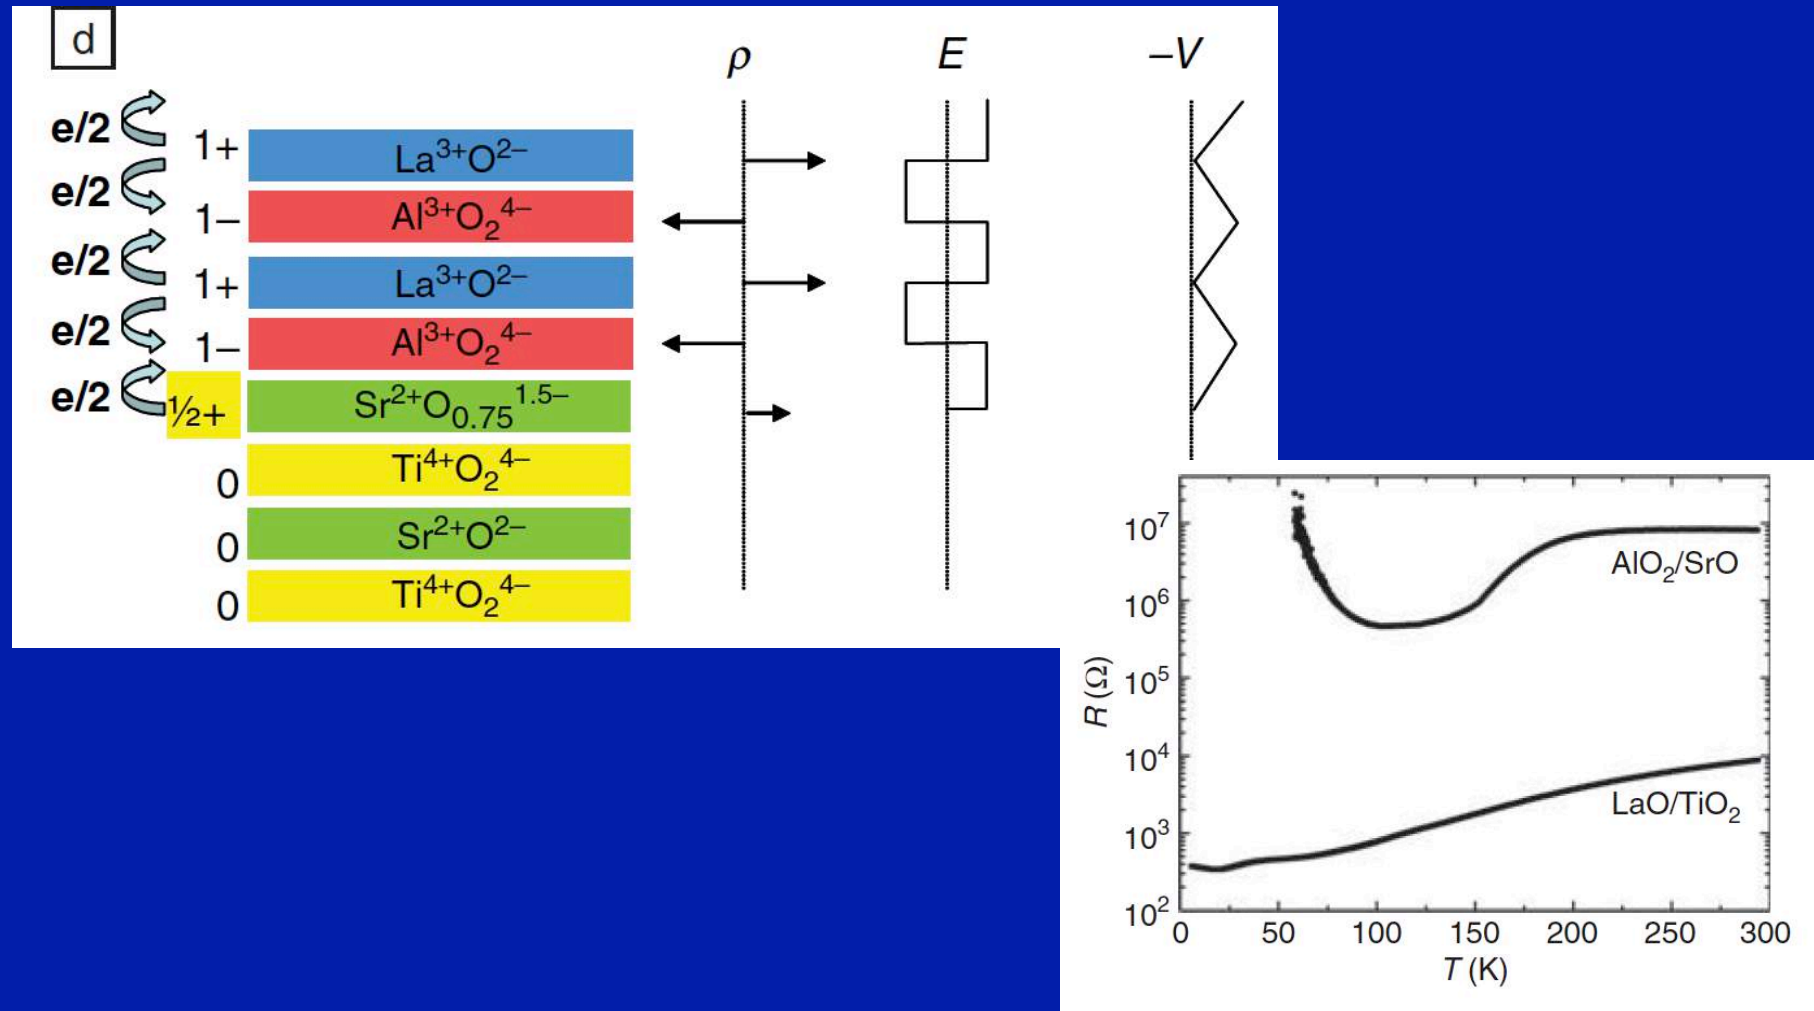 d
ρ E –V
e/2 1+ La³⁺O²⁻
e/2 1– Al³⁺O₂⁴⁻
e/2 1+ La³⁺O²⁻
e/2 1– Al³⁺O₂⁴⁻
e/2 ½+ Sr²⁺O₀.₇₅¹·⁵⁻
0 Ti⁴⁺O₂⁴⁻
0 Sr²⁺O²⁻
0 Ti⁴⁺O₂⁴⁻
10⁷
AlO₂/SrO
10⁶
10⁵
R (Ω)
10⁴
LaO/TiO₂
10³
10²
0 50 100 150 200 250 300
T (K)